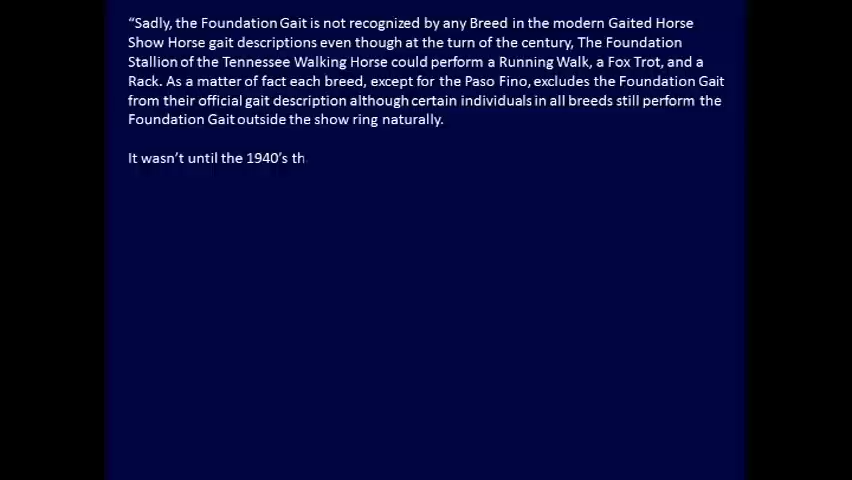 “Sadly, the Foundation Gait is not recognized by any Breed in the modern Gaited Horse
Show Horse gait descriptions even though at the turn of the century, The Foundation
Stallion of the Tennessee Walking Horse could perform a Running Walk, a Fox Trot, and a
Rack. As a matter of fact each breed, except for the Paso Fino, excludes the Foundation Gait
from their official gait description although certain individuals in all breeds still perform the
Foundation Gait outside the show ring naturally.
It wasn’t until the 1940’s th